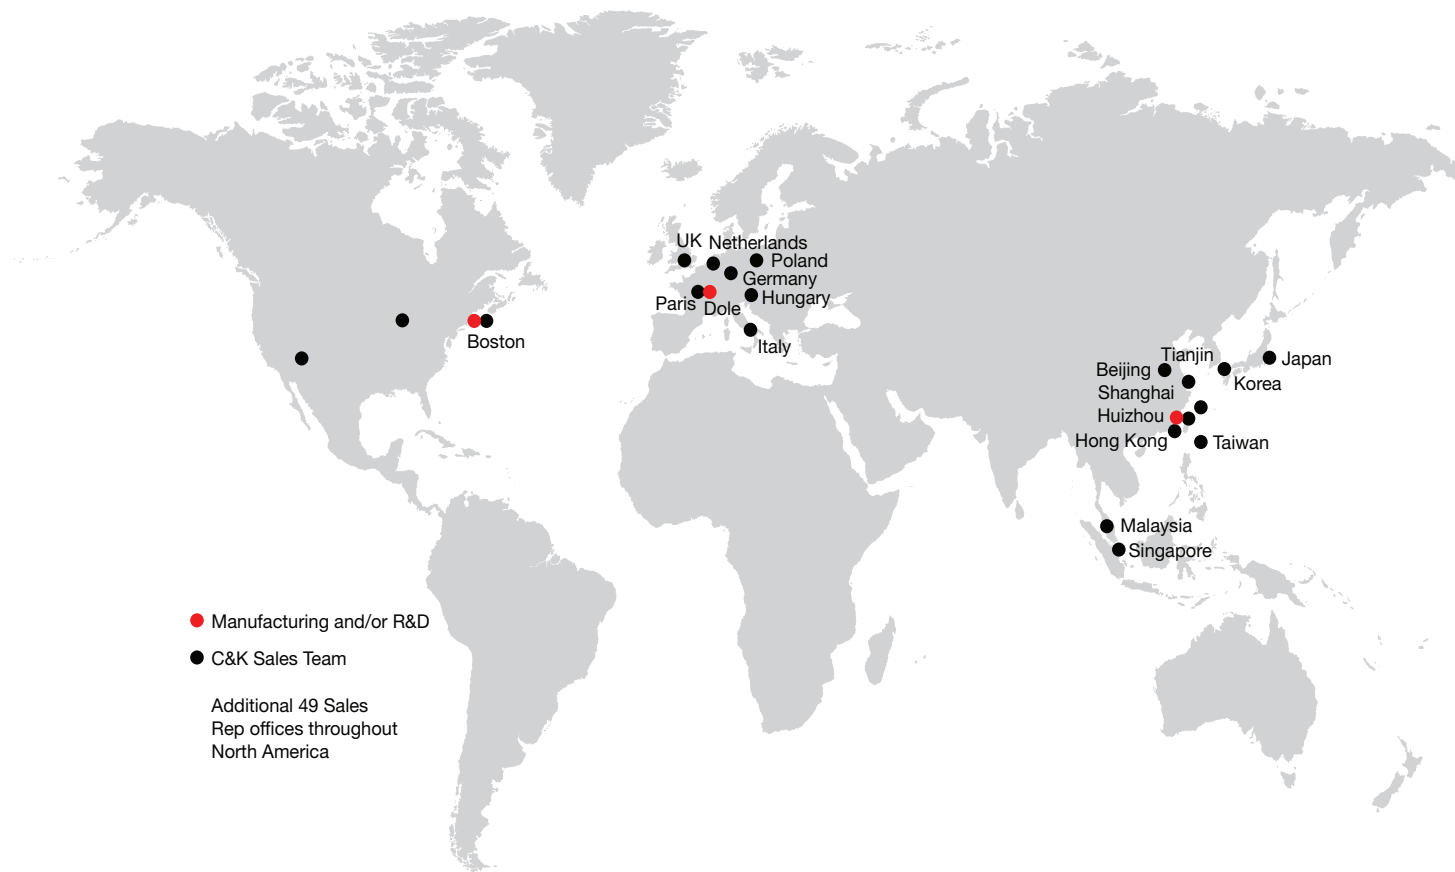 UK
Netherlands
Poland
Germany
Hungary
Paris
Dole
Italy
Boston
Tianjin
Beijing
Japan
Korea
Shanghai
Huizhou
Hong Kong
Taiwan
Malaysia
Singapore
Manufacturing and/or R&D
C&K Sales Team
Additional 49 Sales
Rep offices throughout
North America